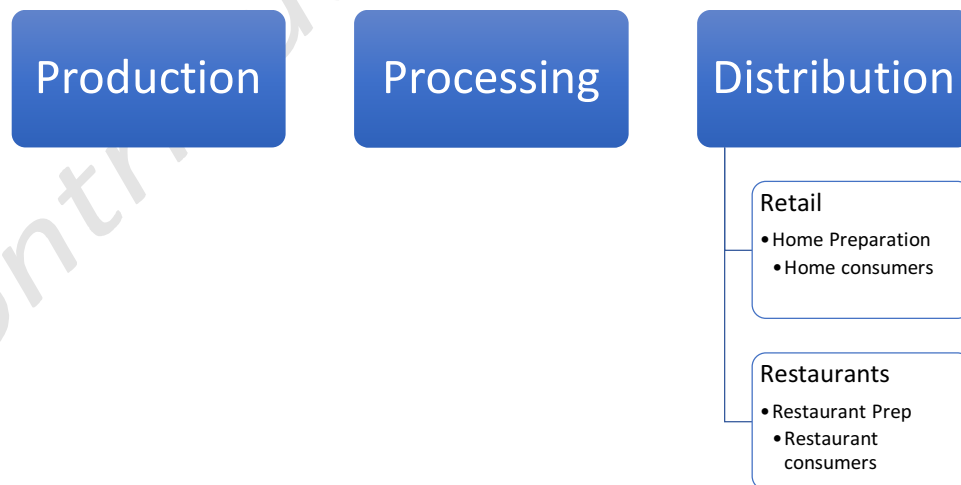 Production
Processing
Distribution
Retail
•Home Preparation
•Home consumers
Restaurants
•Restaurant Prep
•Restaurant
consumers